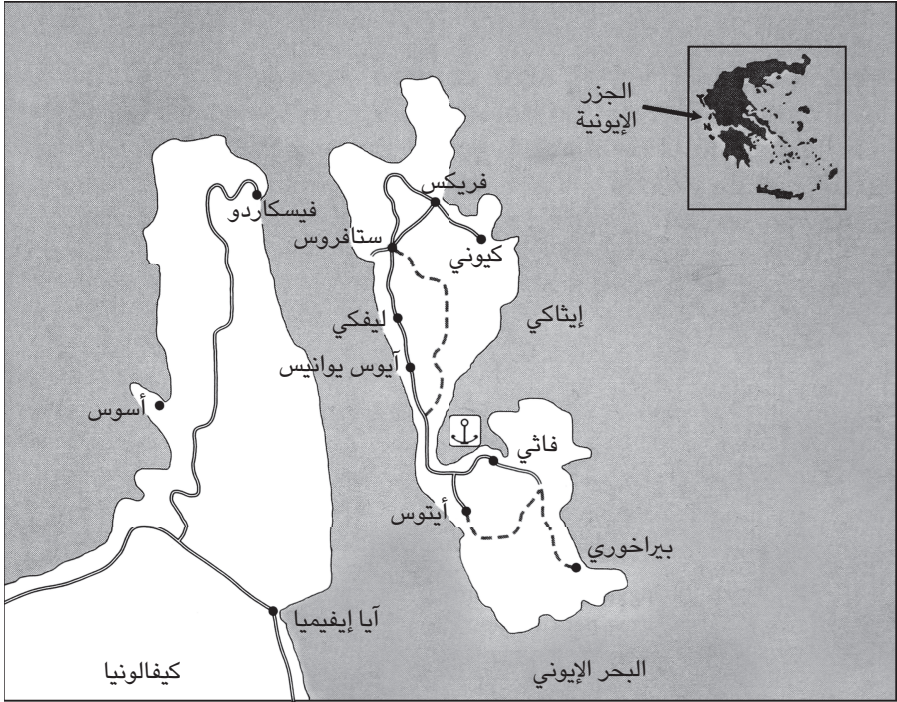 الجزر
الإيونية
فريكس
فيسكاردو
ستافروس
كيوني
إيثاكي
ليفكي
آيوس يوانيس
أسوس
فاثي
أيتوس
بيراخوري
آيا إيفيميا
البحر الإيوني
كيفالونيا